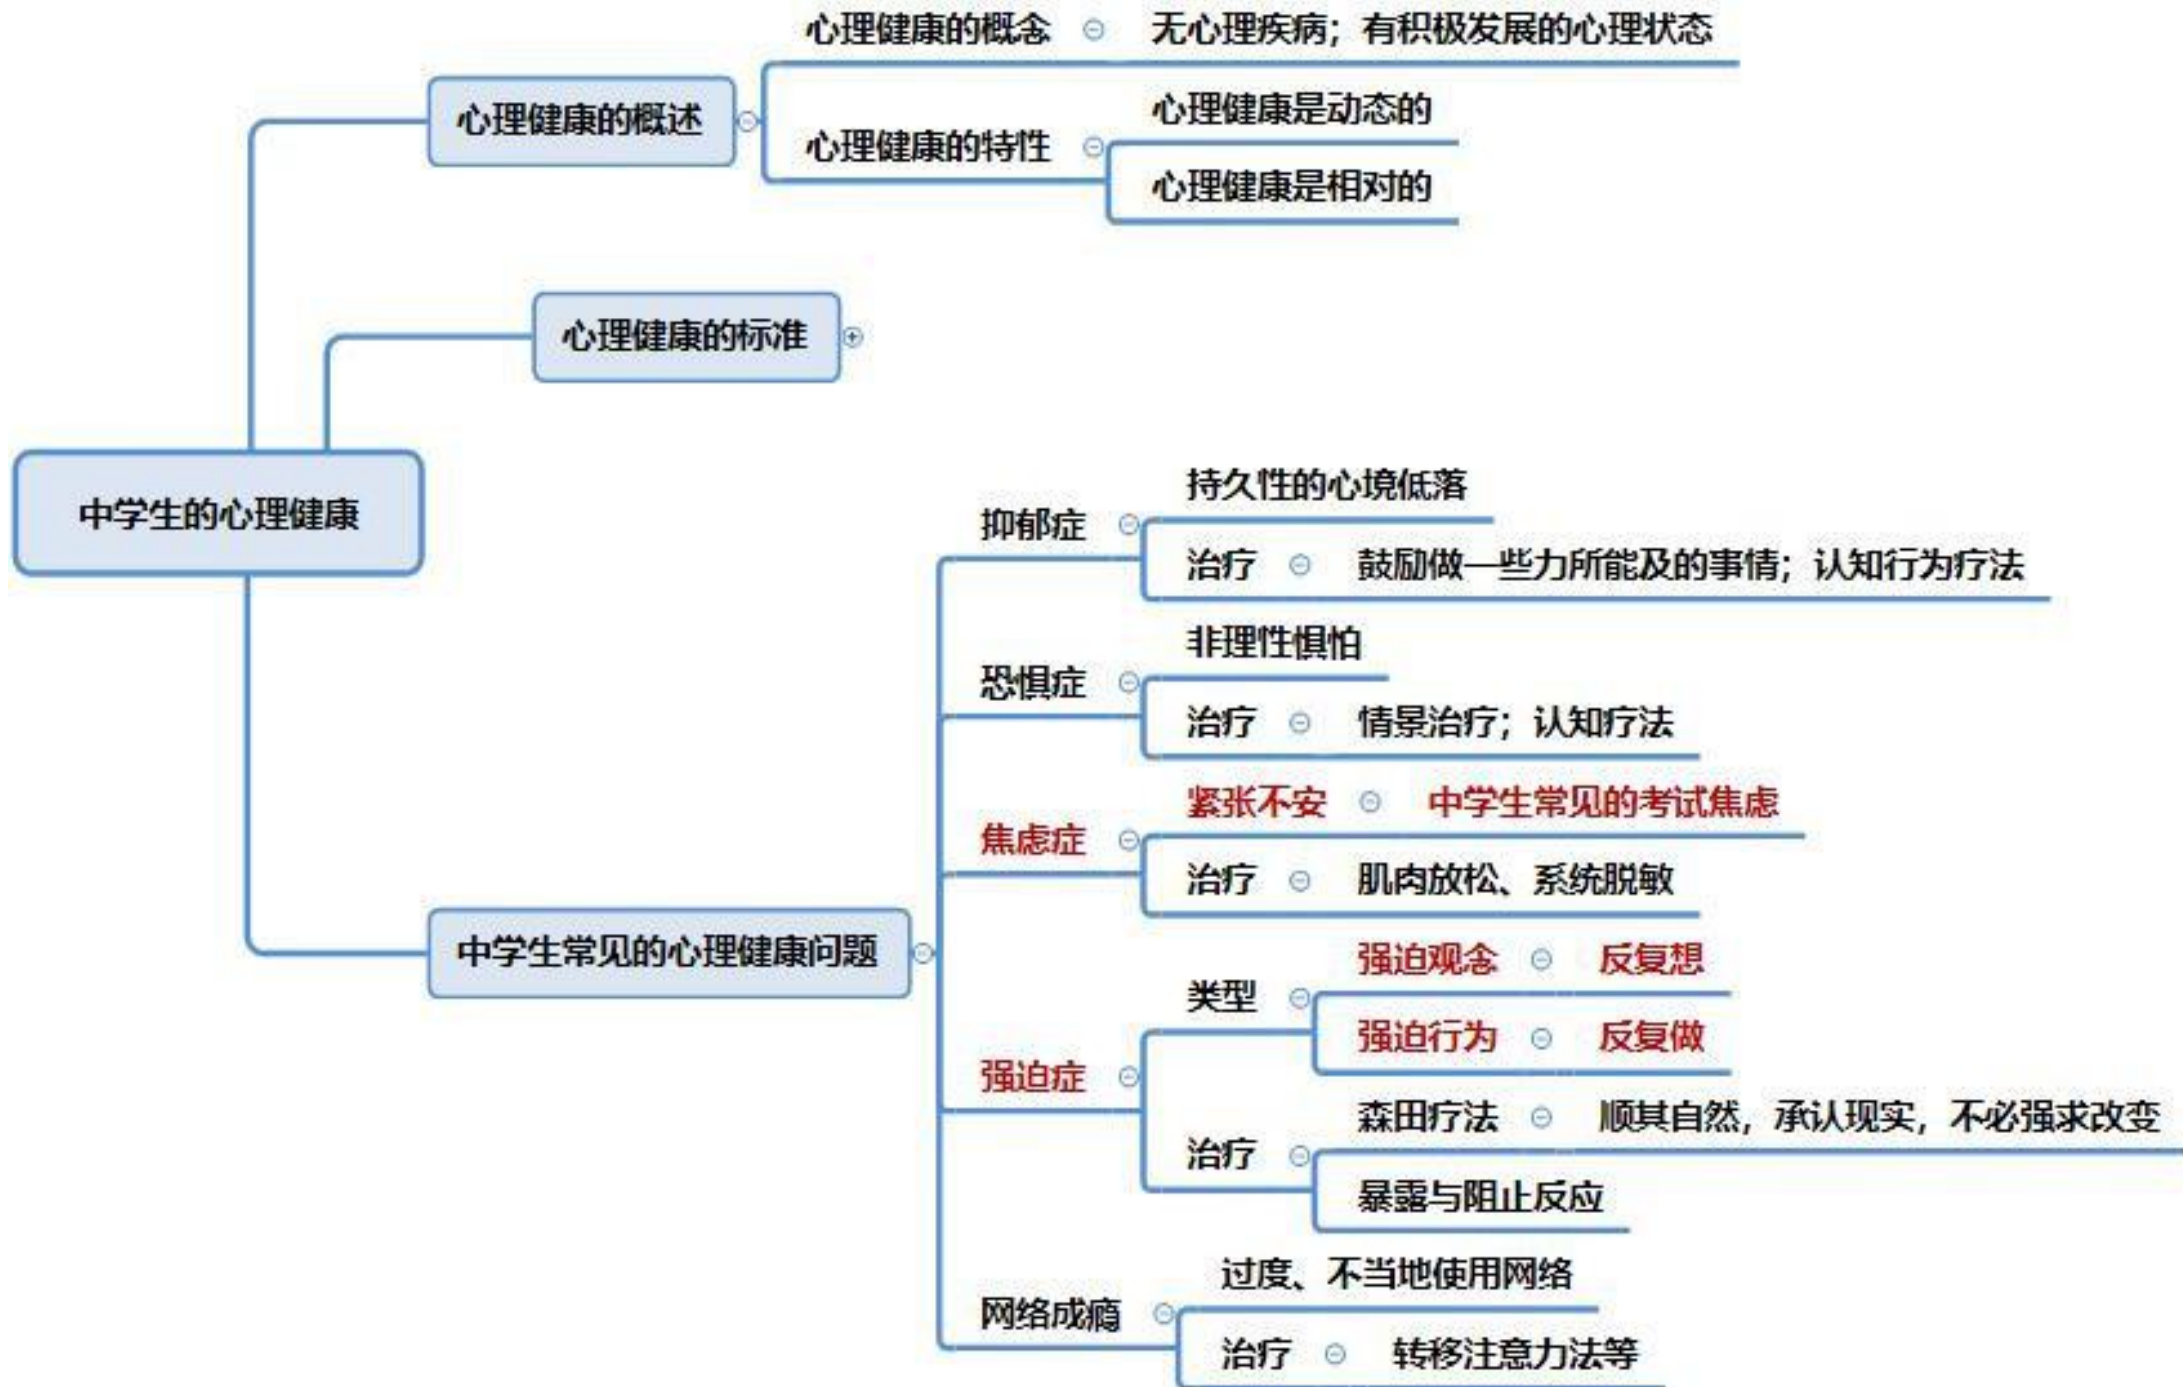 心理健康的概念 无心理疾病；有积极发展的心理状态
心理健康的概述
心理健康的特性
心理健康是动态的
心理健康是相对的
心理健康的标准
中学生的心理健康
中学生常见的心理健康问题
抑郁症
持久性的心境低落
治疗 鼓励做一些力所能及的事情；认知行为疗法
恐惧症
非理性惧怕
治疗 情景治疗；认知疗法
焦虑症
紧张不安 中学生常见的考试焦虑
治疗 肌肉放松、系统脱敏
强迫症
类型
强迫观念 反复想
强迫行为 反复做
治疗
森田疗法 顺其自然，承认现实，不必强求改变
暴露与阻止反应
网络成瘾
过度、不当地使用网络
治疗 转移注意力法等